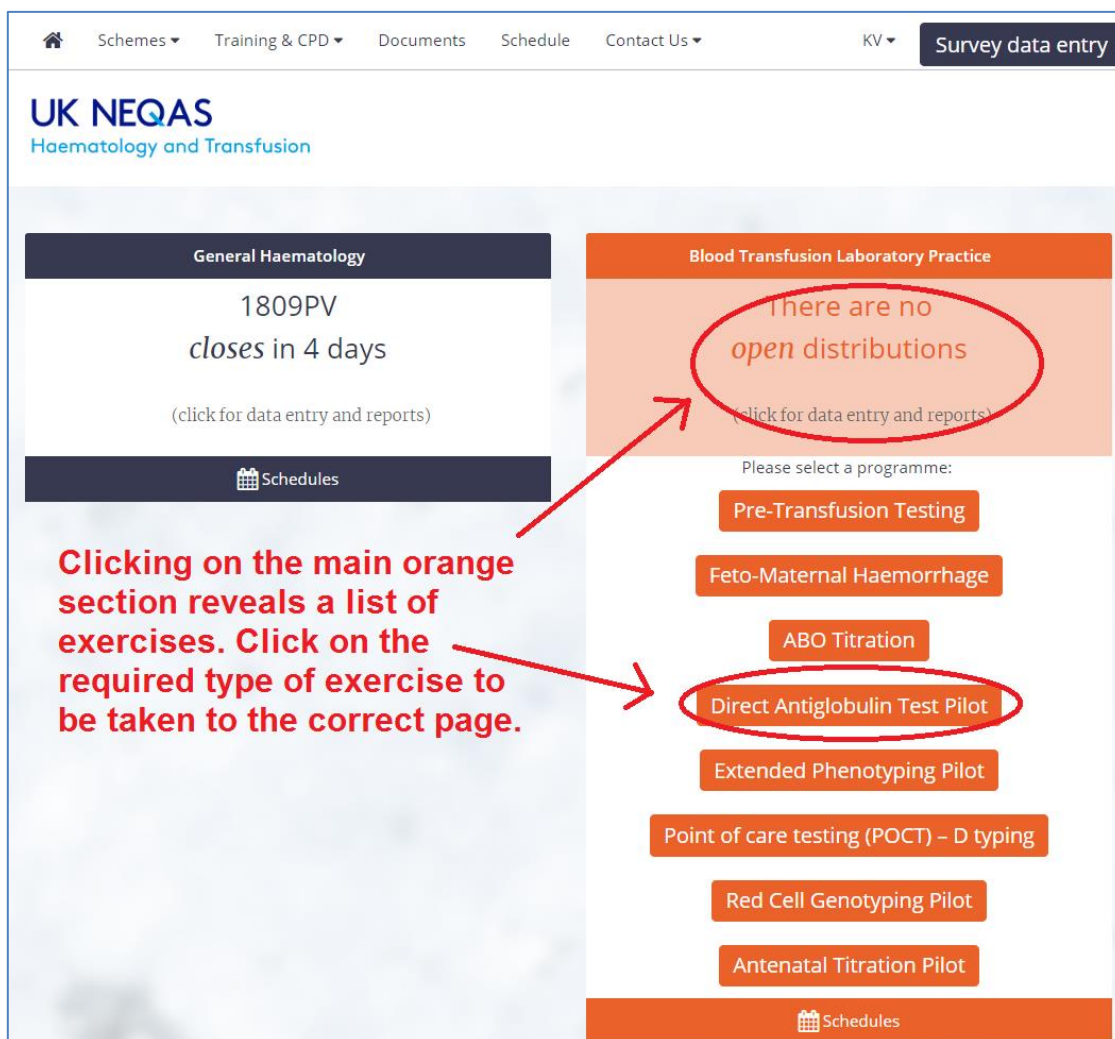 Schemes Training & CPD Documents Schedule Contact Us KV Survey data entry
UK NEQAS
Haematology and Transfusion
General Haematology
1809PV
closes in 4 days
(click for data entry and reports)
Schedules
Blood Transfusion Laboratory Practice
There are no
open distributions
(click for data entry and reports)
Please select a programme:
Pre-Transfusion Testing
Feto-Maternal Haemorrhage
ABO Titration
Direct Antiglobulin Test Pilot
Extended Phenotyping Pilot
Point of care testing (POCT) – D typing
Red Cell Genotyping Pilot
Antenatal Titration Pilot
Schedules
Clicking on the main orange
section reveals a list of
exercises. Click on the
required type of exercise to
be taken to the correct page.